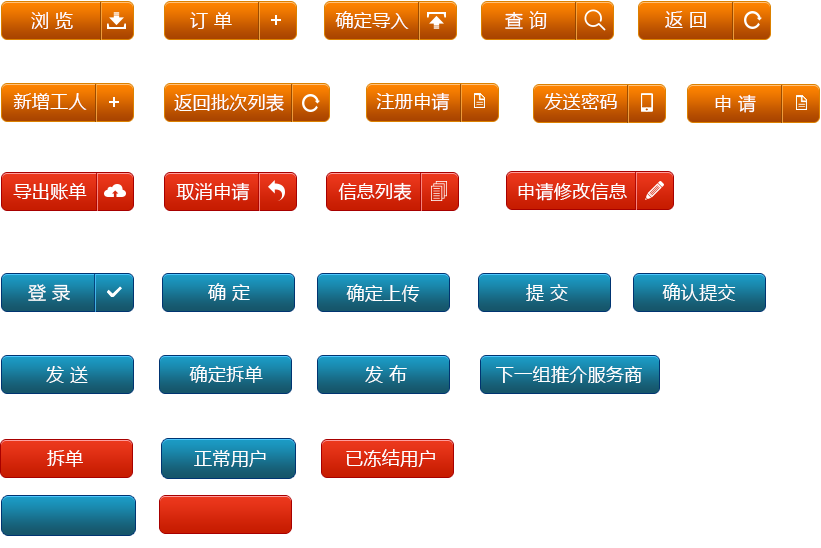 浏 览 订 单 确定导入 查 询 返 回
新增工人 返回批次列表 注册申请 发送密码 申 请
导出账单 取消申请 信息列表 申请修改信息
登 录 确 定 确定上传 提 交 确认提交
发 送 确定拆单 发 布 下一组推介服务商
拆单 正常用户 已冻结用户